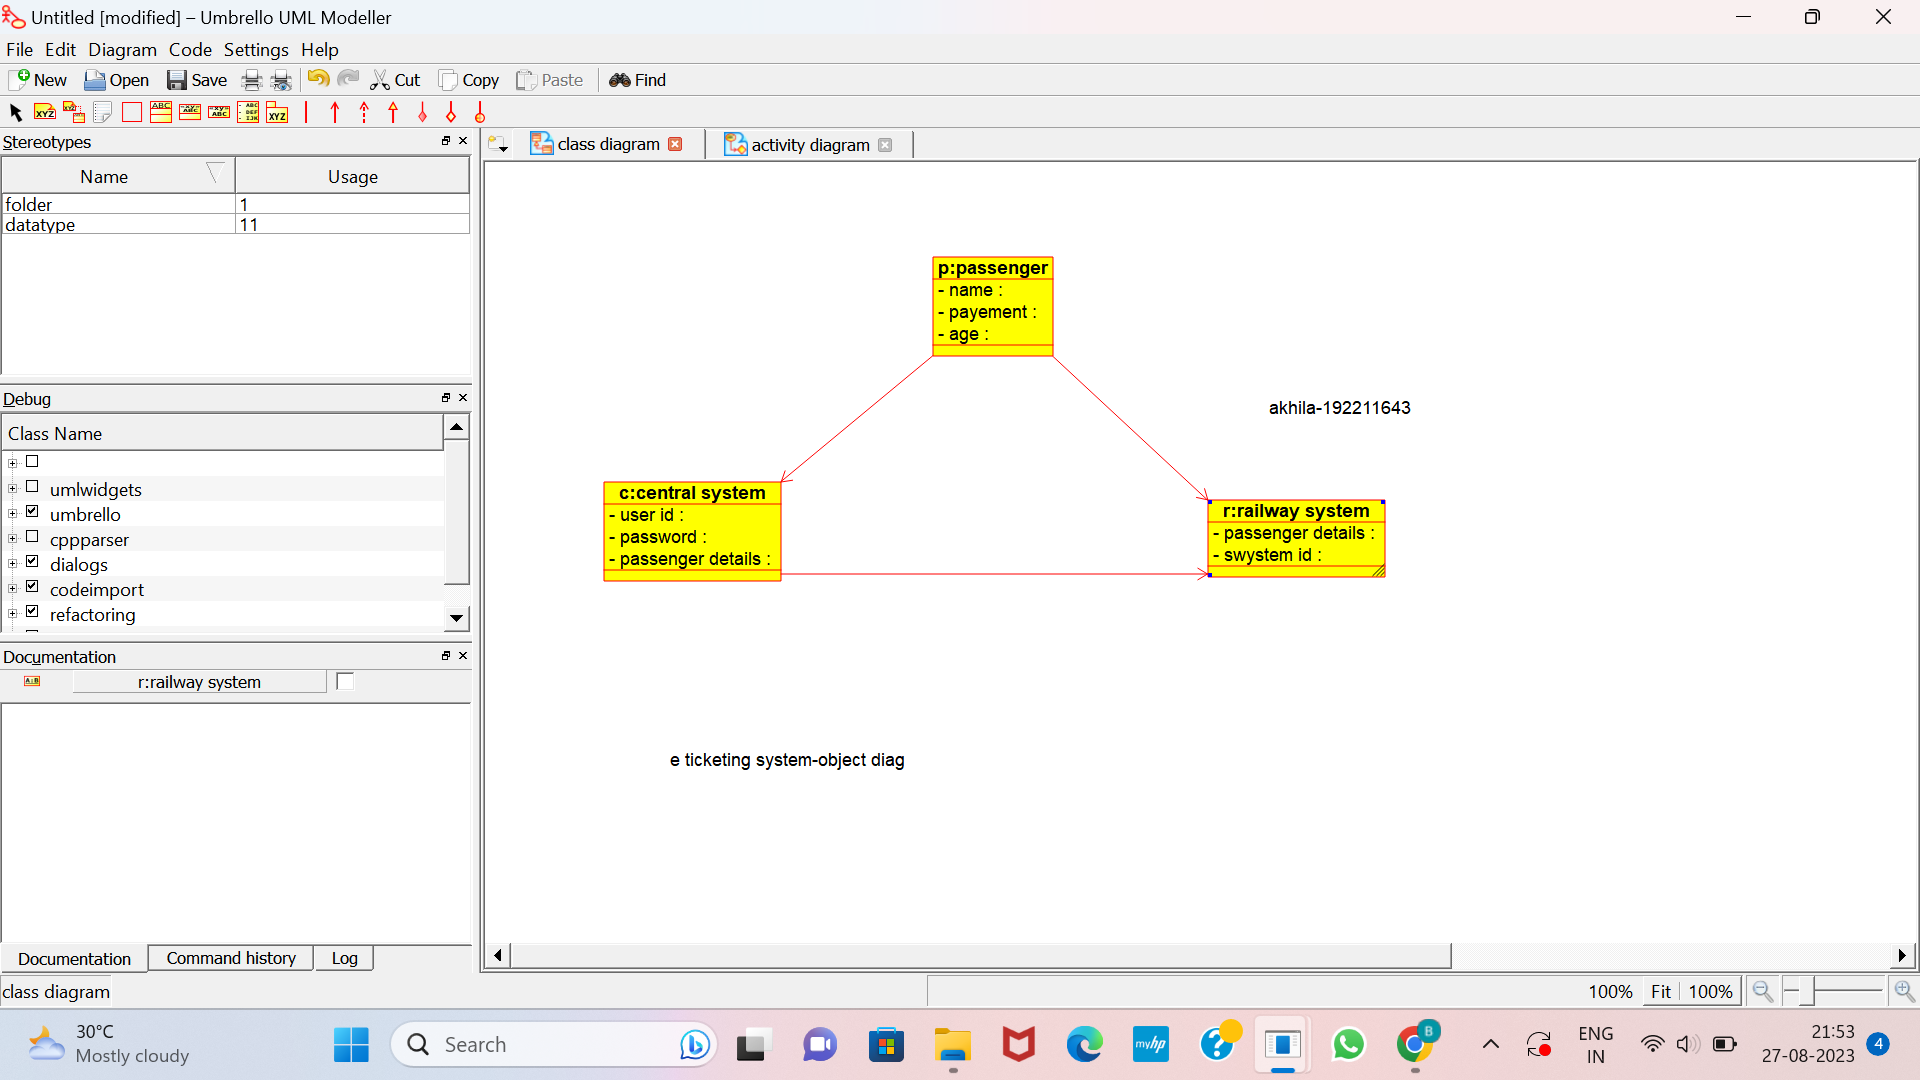 Untitled [modified] – Umbrello UML Modeller
File Edit Diagram Code Settings Help
New Open Save Cut Copy Paste Find
Stereotypes
class diagram activity diagram
Name Usage
folder 1
datatype 11
p:passenger
- name :
- payement :
- age :
Debug
Class Name
umlwidgets
umbrello
cppparser
dialogs
codeimport
refactoring
akhila-192211643
c:central system
- user id :
- password :
- passenger details :
r:railway system
- passenger details :
- swystem id :
Documentation
r:railway system
e ticketing system-object diag
Documentation Command history Log
class diagram
100% Fit 100%
30°C
Mostly cloudy
Search
myhp
B
ENG
IN
21:53
27-08-2023
4